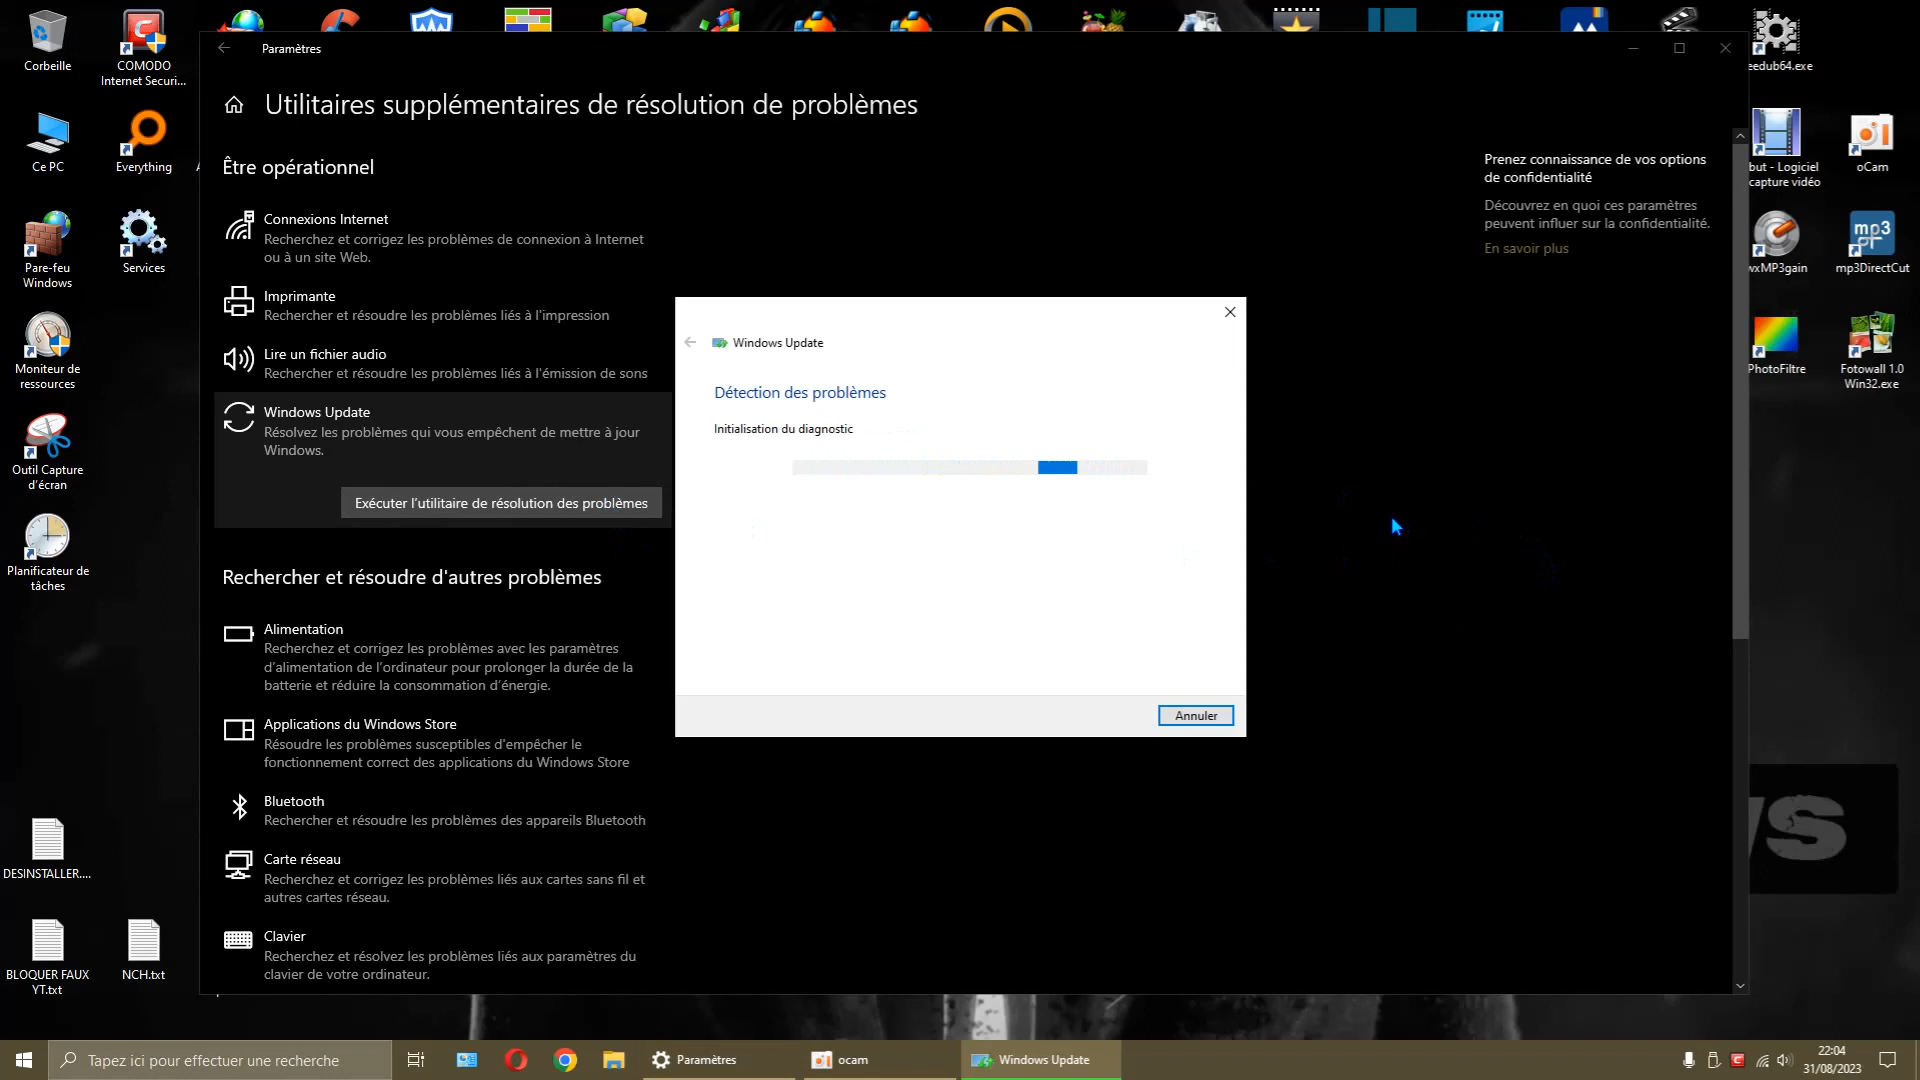 Corbeille
COMODO
Internet Securi...
Ce PC
Everything
Pare-feu
Windows
Services
Moniteur de
ressources
Outil Capture
d'écran
Planificateur de
tâches
DESINSTALLER....
BLOQUER FAUX
YT.txt
NCH.txt
Paramètres
Utilitaires supplémentaires de résolution de problèmes
Être opérationnel
Connexions Internet
Recherchez et corrigez les problèmes de connexion à Internet
ou à un site Web.
Imprimante
Rechercher et résoudre les problèmes liés à l'impression
Lire un fichier audio
Rechercher et résoudre les problèmes liés à l'émission de sons
Windows Update
Résolvez les problèmes qui vous empêchent de mettre à jour
Windows.
Exécuter l'utilitaire de résolution des problèmes
Rechercher et résoudre d'autres problèmes
Alimentation
Recherchez et corrigez les problèmes avec les paramètres
d'alimentation de l'ordinateur pour prolonger la durée de la
batterie et réduire la consommation d'énergie.
Applications du Windows Store
Résoudre les problèmes susceptibles d'empêcher le
fonctionnement correct des applications du Windows Store
Bluetooth
Rechercher et résoudre les problèmes des appareils Bluetooth
Carte réseau
Recherchez et corrigez les problèmes liés aux cartes sans fil et
autres cartes réseau.
Clavier
Recherchez et résolvez les problèmes liés aux paramètres du
clavier de votre ordinateur.
Windows Update
Détection des problèmes
Initialisation du diagnostic
Annuler
Prenez connaissance de vos options
de confidentialité
Découvrez en quoi ces paramètres
peuvent influer sur la confidentialité.
En savoir plus
eedub64.exe
but - Logiciel
capture vidéo
oCam
wxMP3gain
mp3
mp3DirectCut
PhotoFiltre
Fotowall 1.0
Win32.exe
Tapez ici pour effectuer une recherche
Paramètres
ocam
Windows Update
22:04
31/08/2023